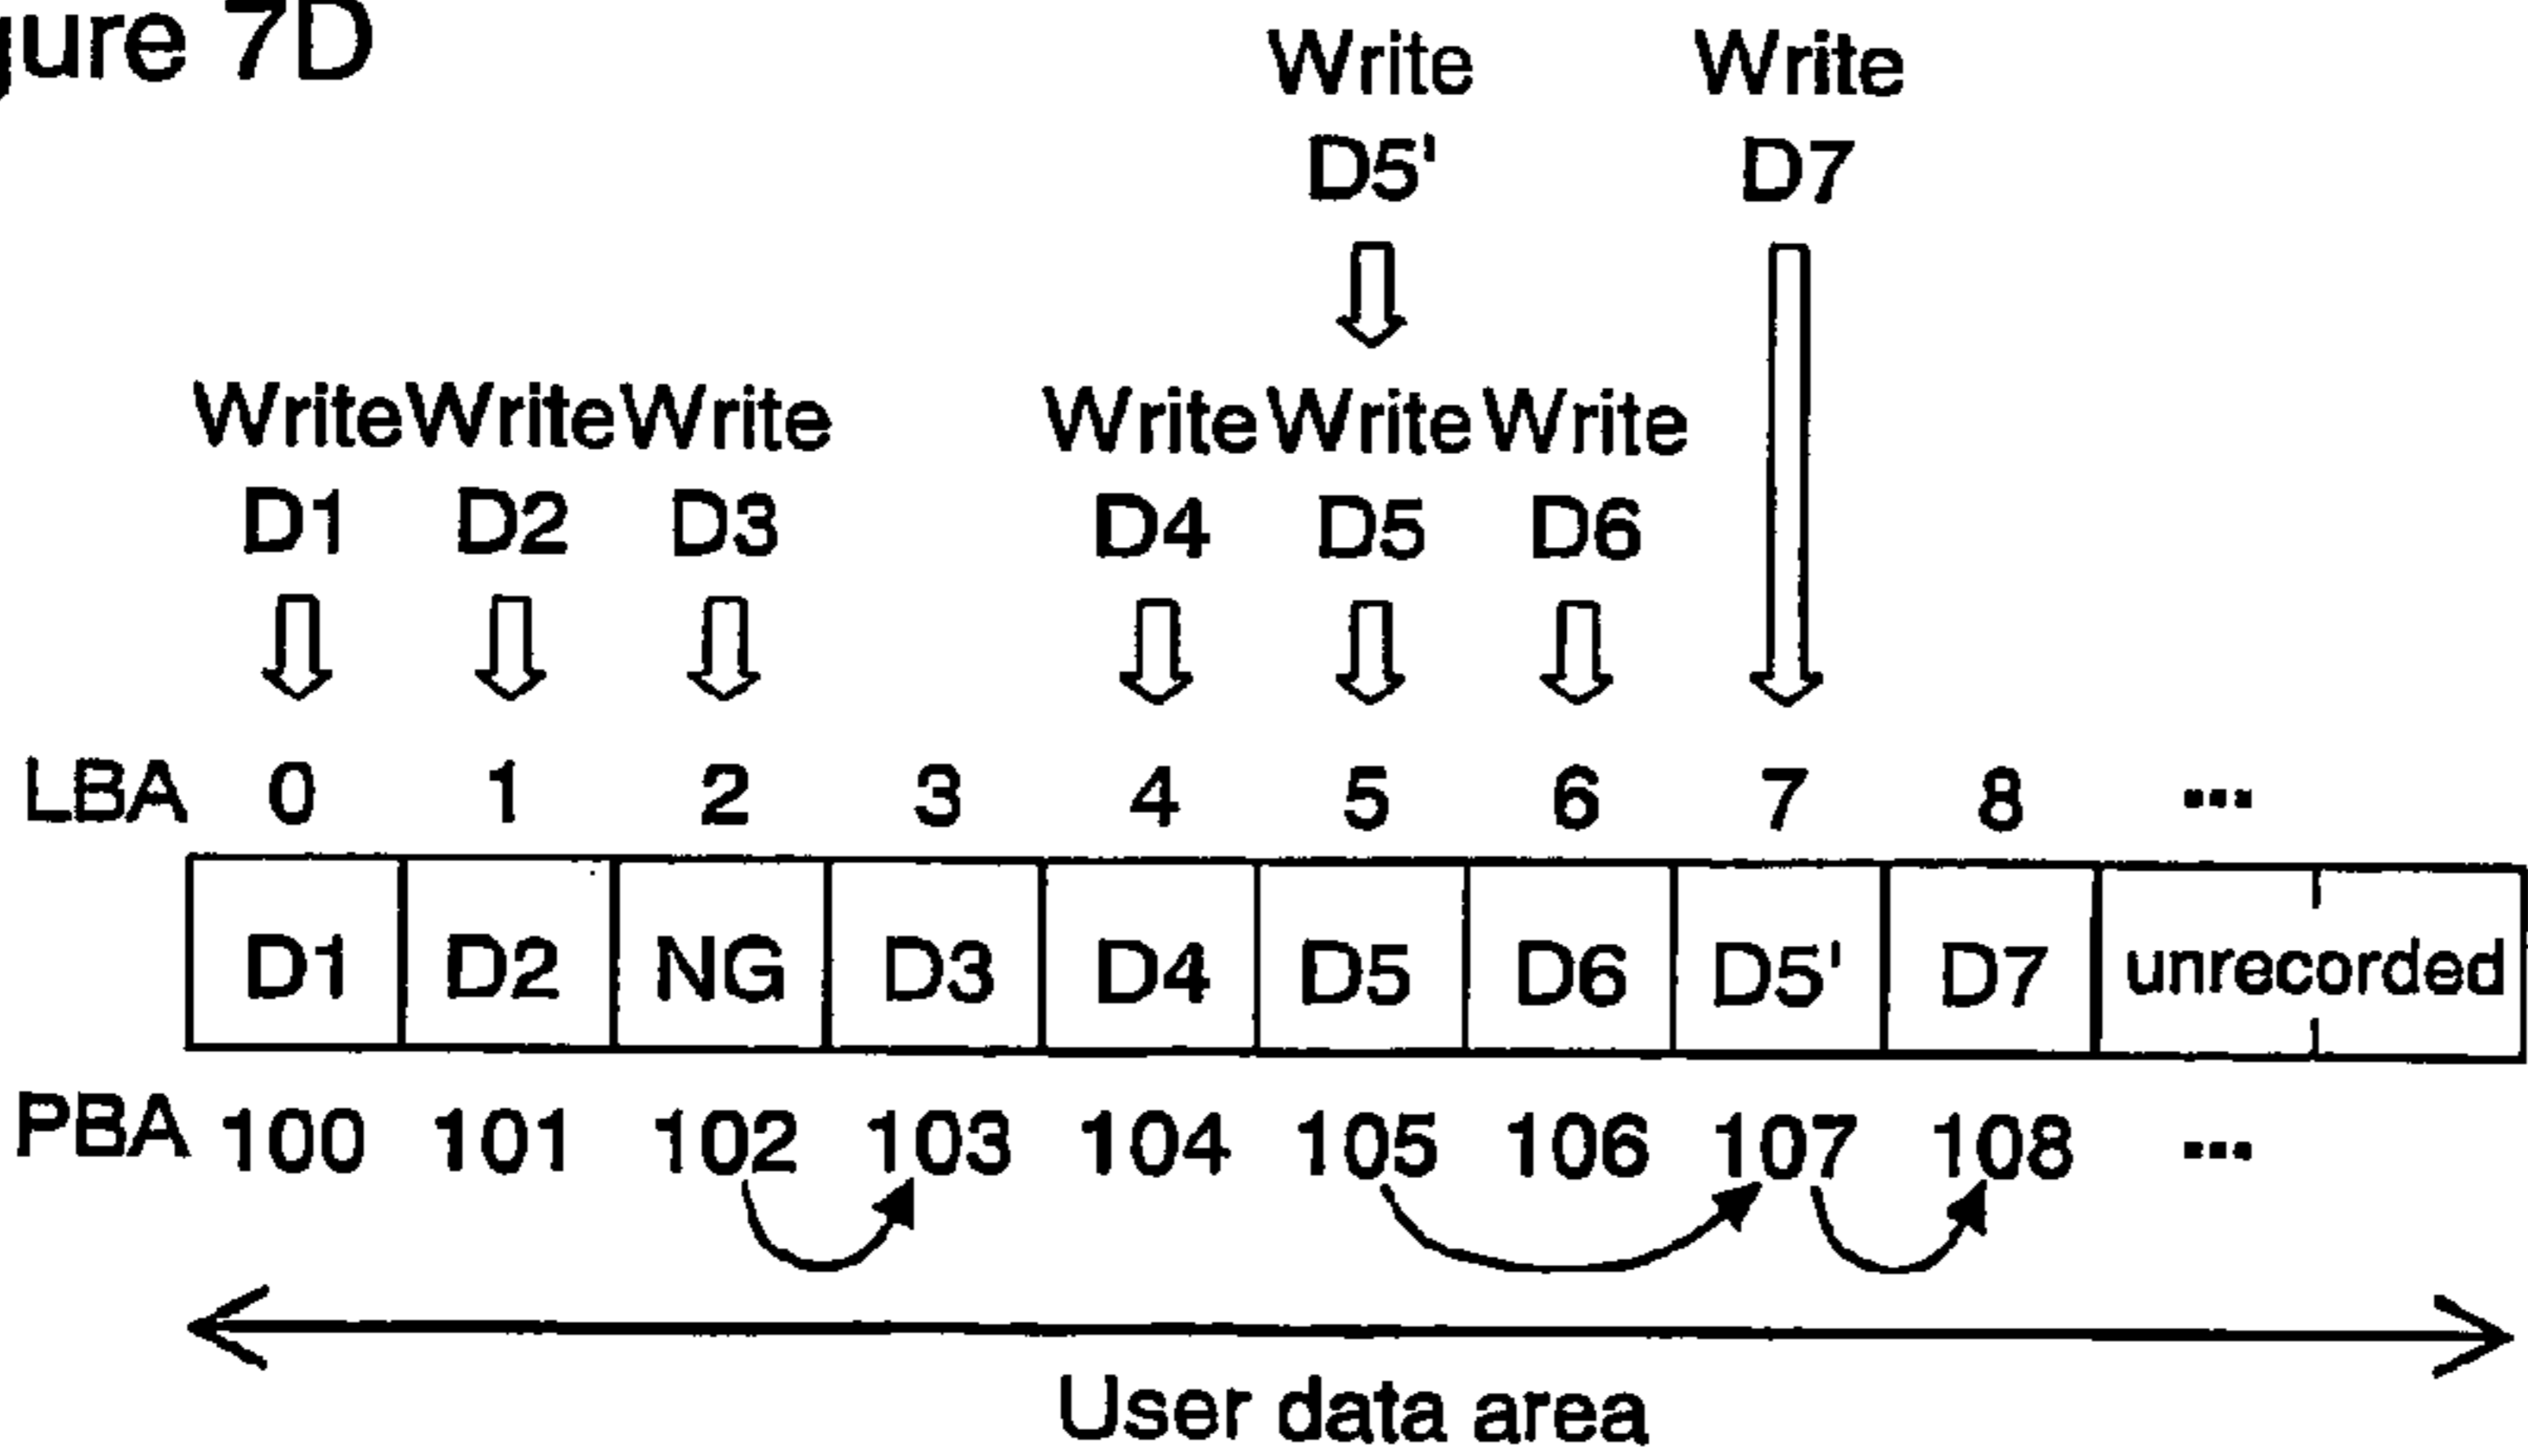 gure 7D
Write Write
D5' D7
Write Write Write Write Write Write
D1 D2 D3 D4 D5 D6
LBA 0 1 2 3 4 5 6 7 8 ...
D1 D2 NG D3 D4 D5 D6 D5' D7 unrecorded
PBA 100 101 102 103 104 105 106 107 108 ...
User data area